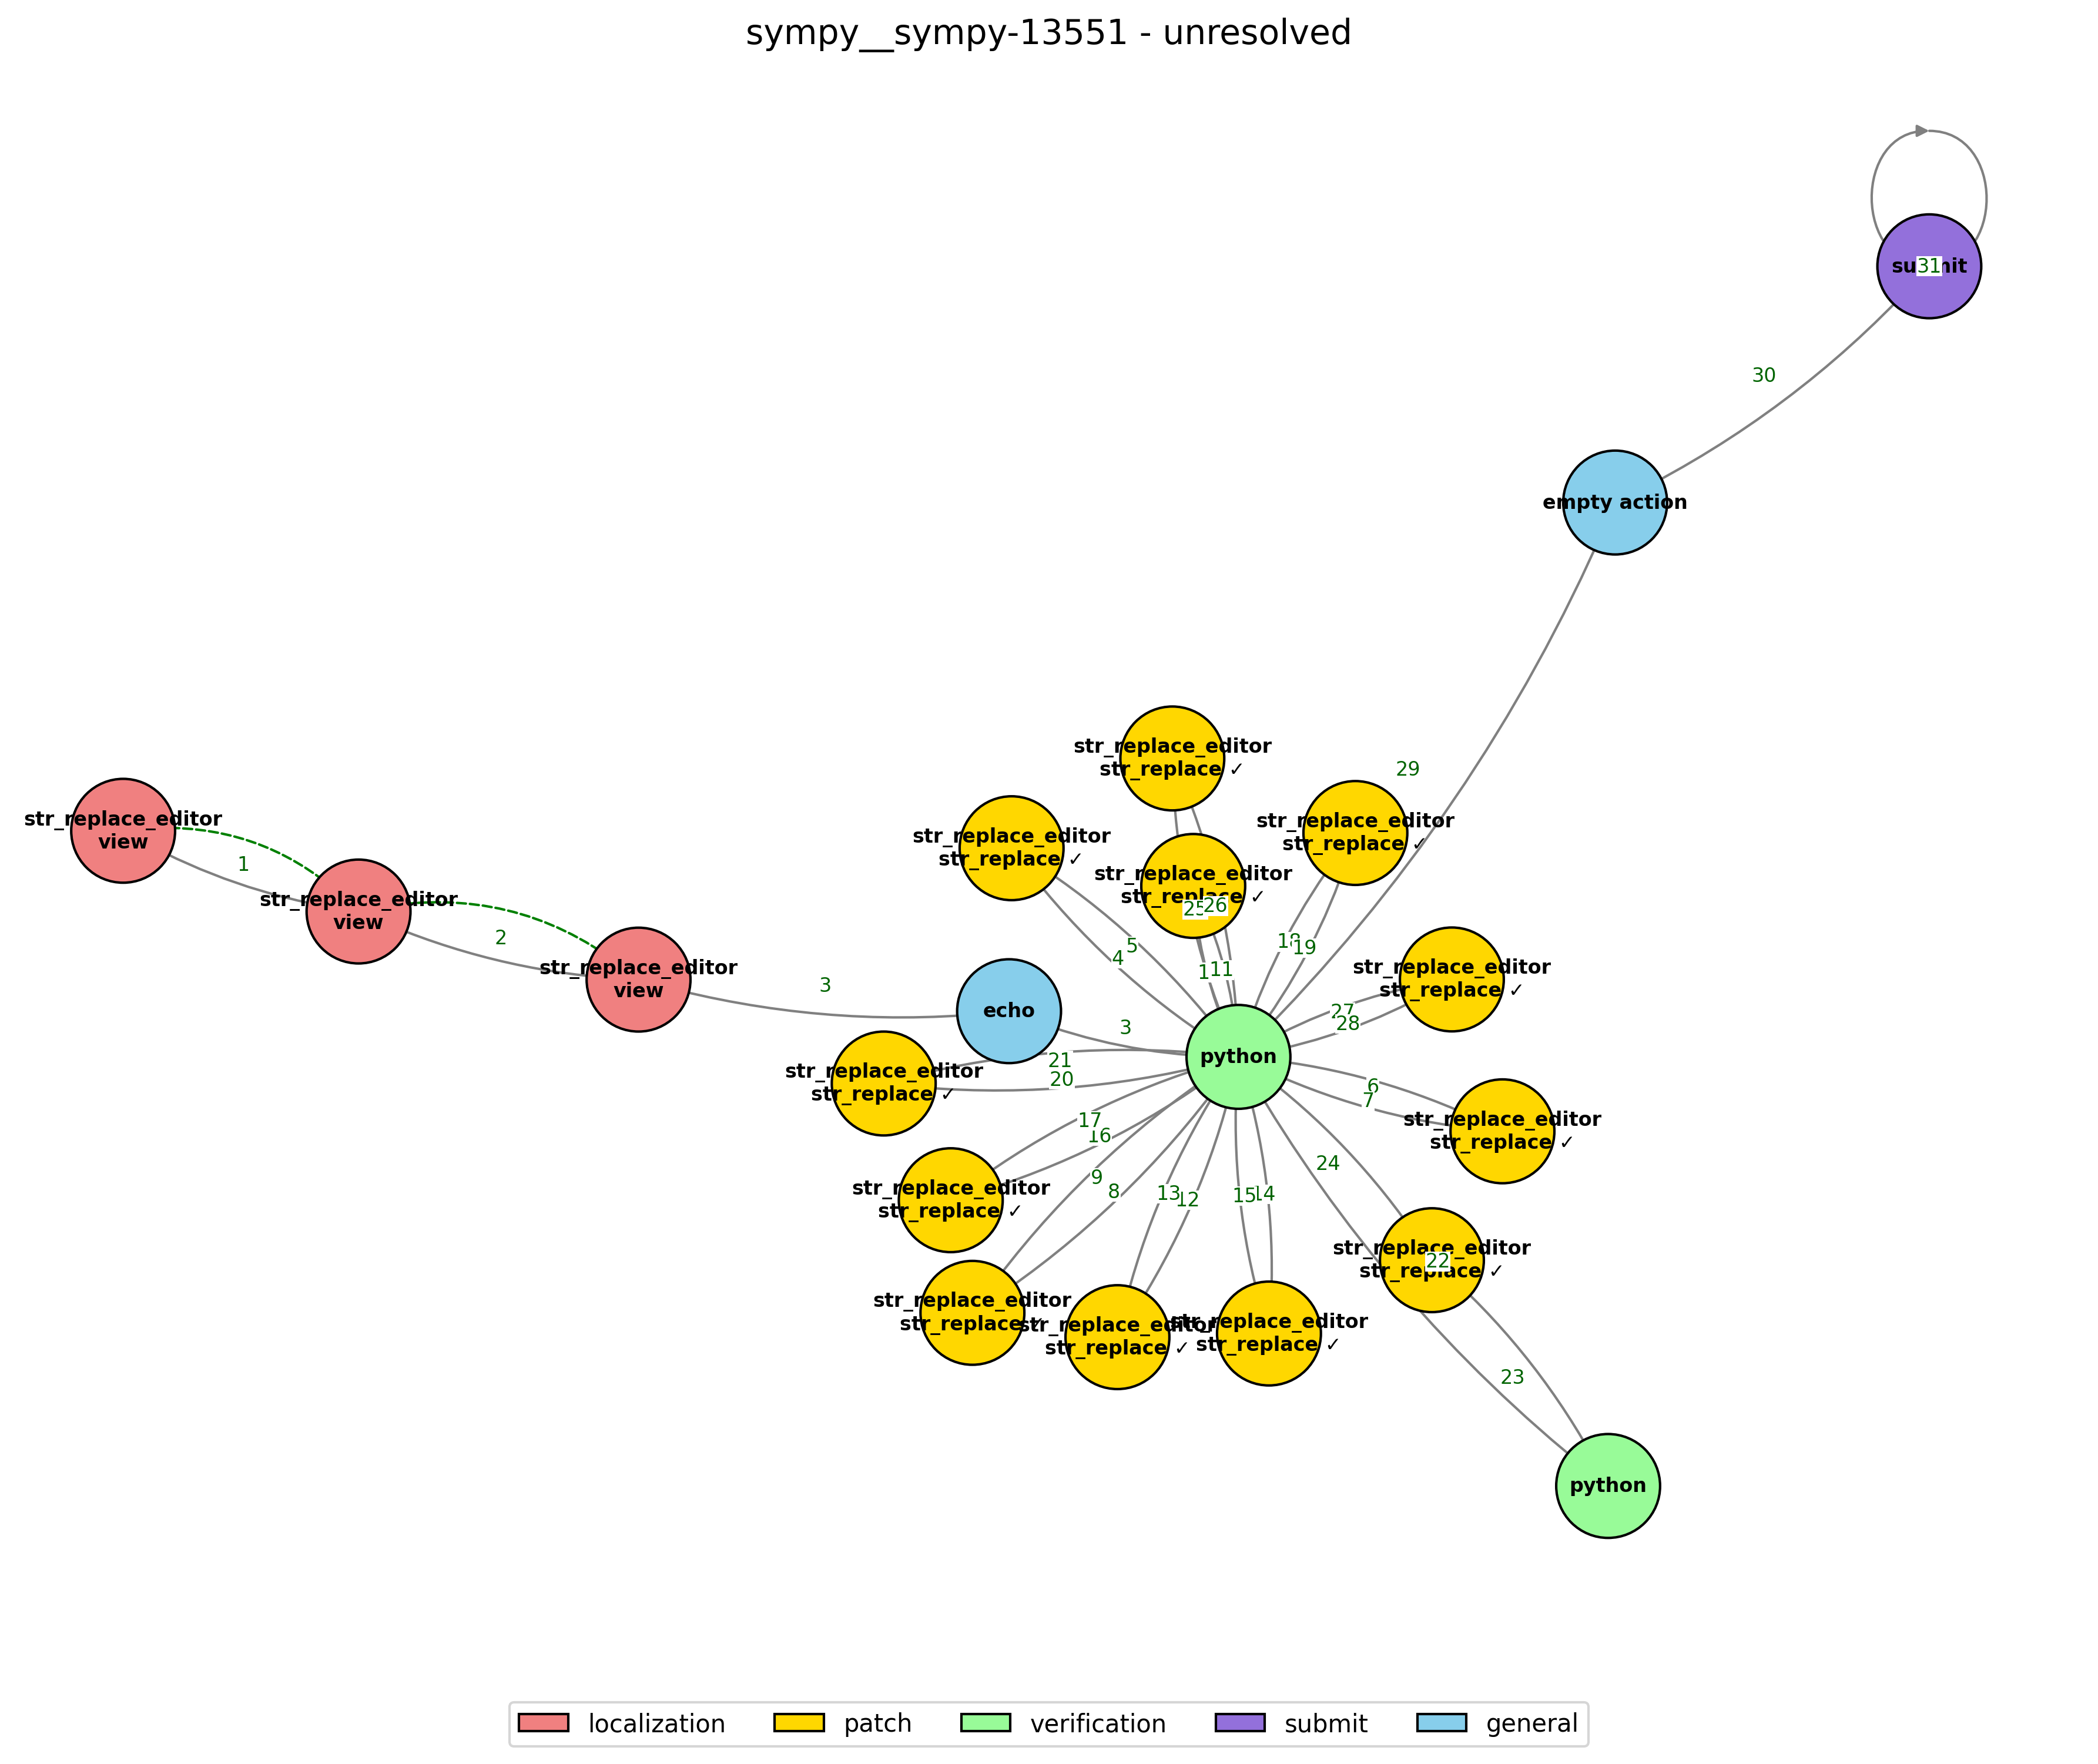 sympy__sympy-13551 - unresolved
31
submit
30
empty action
29
str_replace_editor
str_replace ✓
str_replace_editor
str_replace ✓
str_replace_editor
str_replace ✓
str_replace_editor
str_replace ✓
25
26
18
19
5
4
11
str_replace_editor
view
1
str_replace_editor
view
2
str_replace_editor
view
3
echo
3
python
str_replace_editor
str_replace ✓
27
28
str_replace_editor
str_replace ✓
21
20
6
7
str_replace_editor
str_replace ✓
17
16
str_replace_editor
str_replace ✓
9
8
13
12
15
14
24
str_replace_editor
str_replace ✓
22
str_replace_editor
str_replace ✓
str_replace_editor
str_replace ✓
str_replace_editor
str_replace ✓
23
python
localization
patch
verification
submit
general